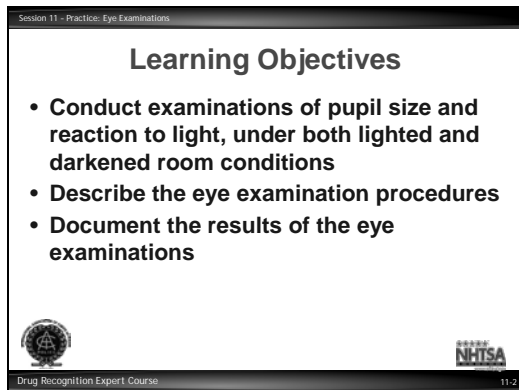 Session 11 - Practice: Eye Examinations
Learning Objectives
• Conduct examinations of pupil size and
reaction to light, under both lighted and
darkened room conditions
• Describe the eye examination procedures
• Document the results of the eye
examinations
NHTSA
Drug Recognition Expert Course
11-2